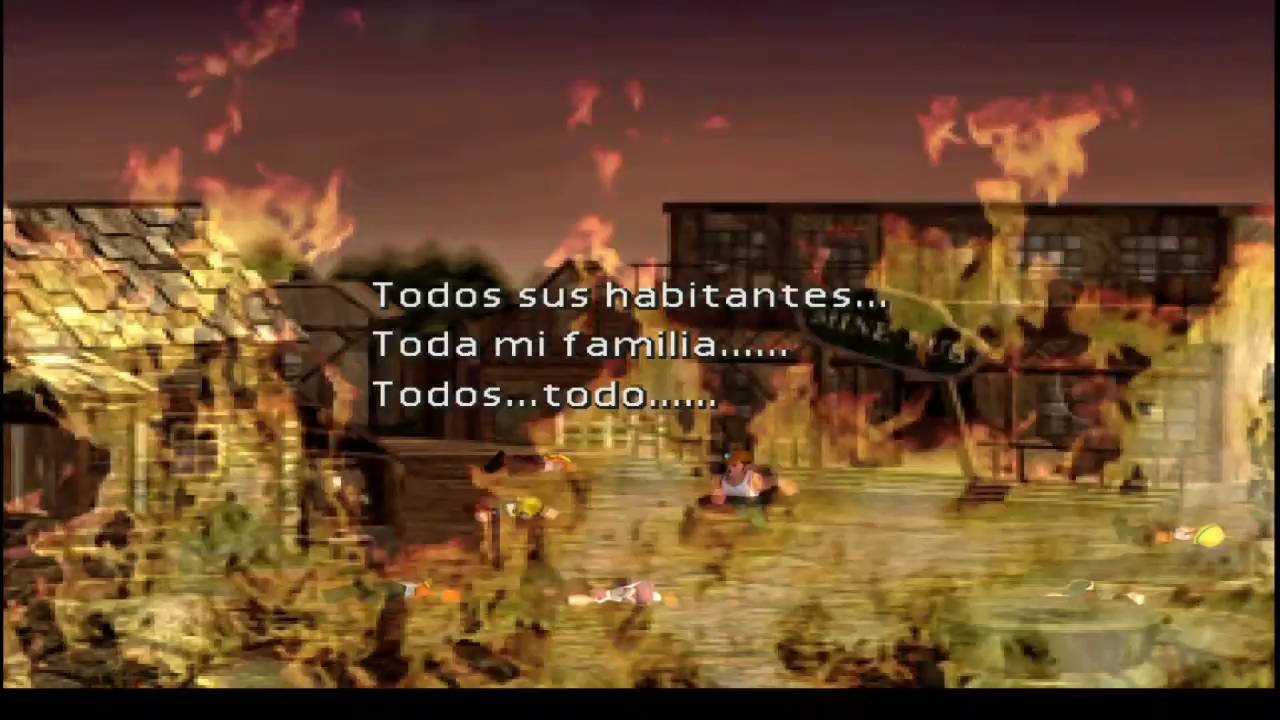 Todos sus habitantes...
Toda mi familia......
Todos...todo......